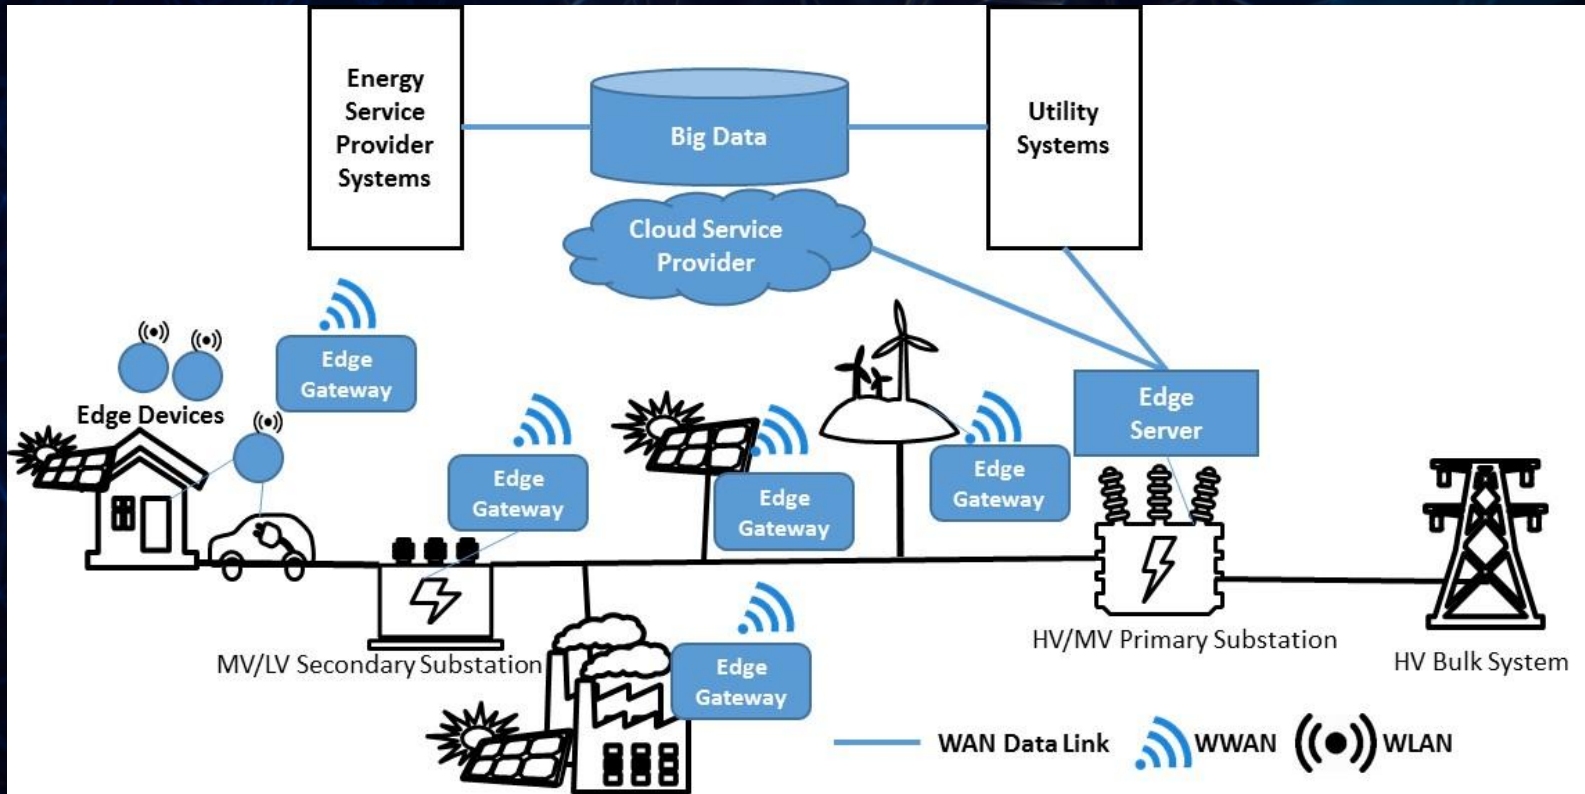 Energy
Service
Provider
Systems
Big Data
Utility
Systems
Cloud Service
Provider
Edge
Gateway
Edge Devices
Edge
Gateway
Edge
Gateway
Edge
Gateway
Edge
Server
MV/LV Secondary Substation
Edge
Gateway
HV/MV Primary Substation
HV Bulk System
WAN Data Link
WWAN
WLAN